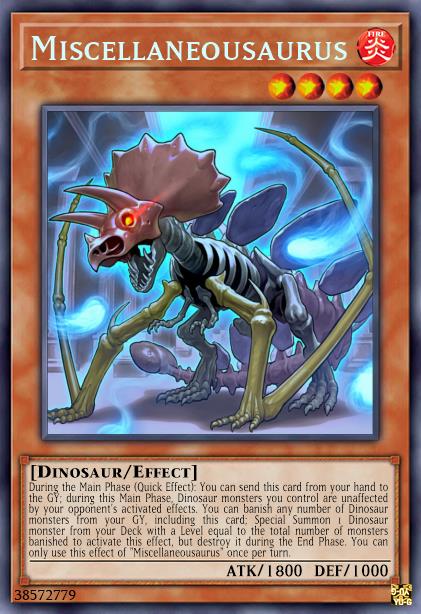 MISCELLANEOUSAURUS
FIRE
炎
[DINOSAUR/EFFECT]
During the Main Phase (Quick Effect): You can send this card from your hand to
the GY; during this Main Phase, Dinosaur monsters you control are unaffected
by your opponent's activated effects. You can banish any number of Dinosaur
monsters from your GY, including this card; Special Summon 1 Dinosaur
monster from your Deck with a Level equal to the total number of monsters
banished to activate this effect, but destroy it during the End Phase. You can
only use this effect of "Miscellaneousaurus" once per turn.
ATK/1800 DEF/1000
38572779